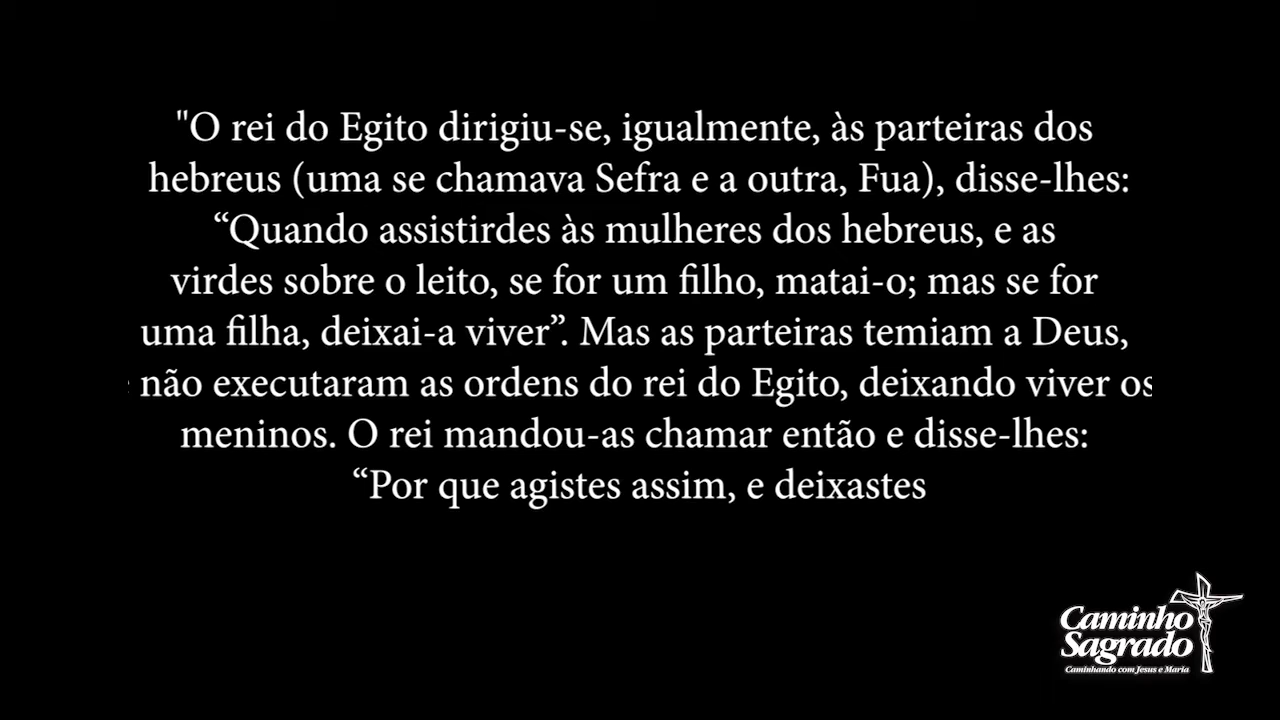 "O rei do Egito dirigiu-se, igualmente, às parteiras dos
hebreus (uma se chamava Sefra e a outra, Fua), disse-lhes:
“Quando assistirdes às mulheres dos hebreus, e as
virdes sobre o leito, se for um filho, matai-o; mas se for
uma filha, deixai-a viver”. Mas as parteiras temiam a Deus,
não executaram as ordens do rei do Egito, deixando viver os
meninos. O rei mandou-as chamar então e disse-lhes:
“Por que agistes assim, e deixastes
Caminho
Sagrado
Caminhando com Jesus e Maria